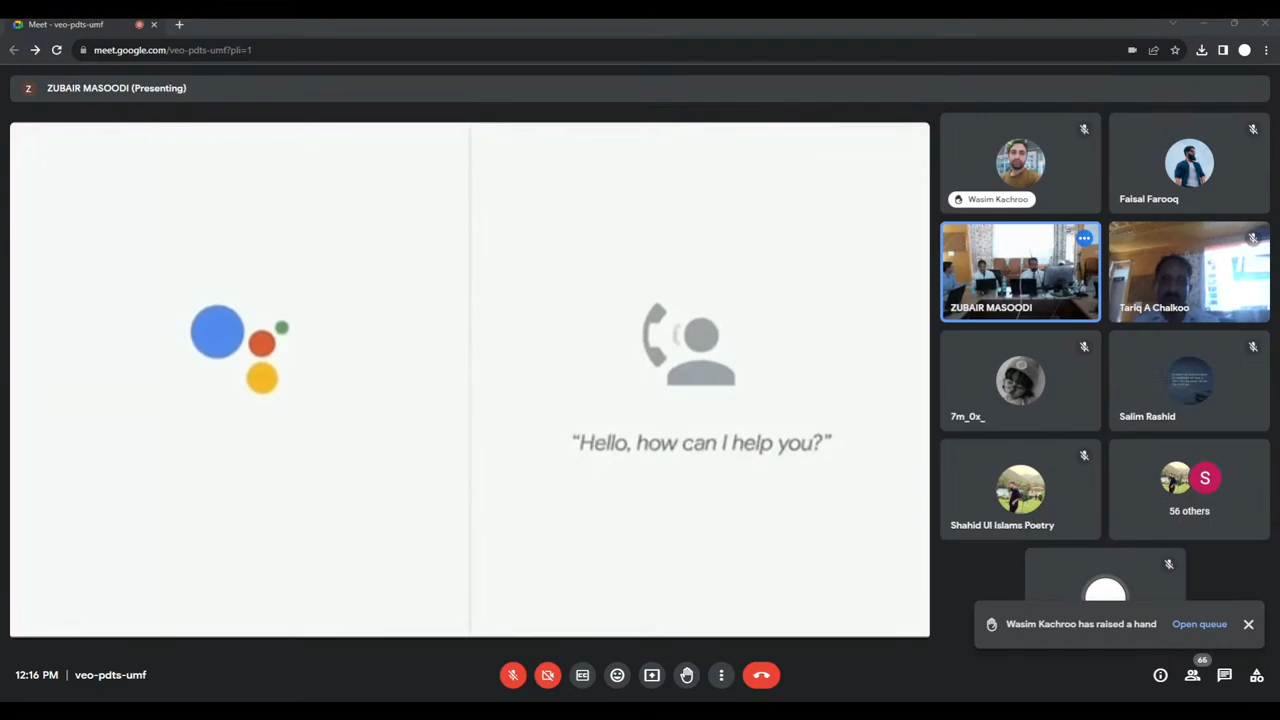 Meet - veo-pdts-umf
meet.google.com/veo-pdts-umf?pli=1
Z ZUBAIR MASOODI (Presenting)
Wasim Kachroo
Faisal Farooq
ZUBAIR MASOODI
Tariq A Chalkoo
"Hello, how can I help you?"
7m_0x_
Salim Rashid
S
Shahid Ul Islams Poetry
56 others
Wasim Kachroo has raised a hand Open queue
65
12:16 PM | veo-pdts-umf